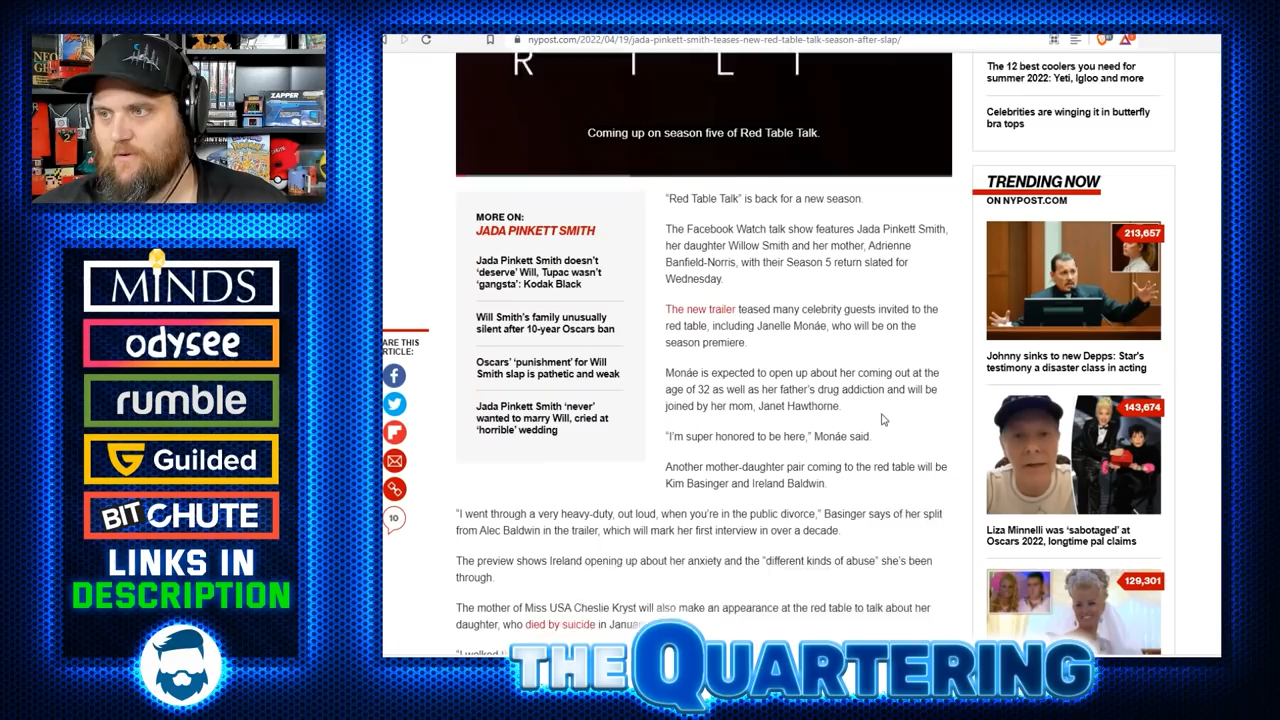 nypost.com/2022/04/19/jada-pinkett-smith-teases-new-red-table-talk-season-after-slap/
ZAPPER
MINDS
odysee
rumble
Guilded
BIT CHUTE
LINKS IN
DESCRIPTION
R T L T
Coming up on season five of Red Table Talk.
MORE ON:
JADA PINKETT SMITH
Jada Pinkett Smith doesn't
'deserve' Will, Tupac wasn't
'gangsta': Kodak Black
Will Smith's family unusually
silent after 10-year Oscars ban
Oscars' 'punishment' for Will
Smith slap is pathetic and weak
Jada Pinkett Smith 'never'
wanted to marry Will, cried at
'horrible' wedding
ARE THIS
ARTICLE:
10
"Red Table Talk" is back for a new season.
The Facebook Watch talk show features Jada Pinkett Smith,
her daughter Willow Smith and her mother, Adrienne
Banfield-Norris, with their Season 5 return slated for
Wednesday.
The new trailer teased many celebrity guests invited to the
red table, including Janelle Monáe, who will be on the
season premiere.
Monáe is expected to open up about her coming out at the
age of 32 as well as her father's drug addiction and will be
joined by her mom, Janet Hawthorne.
"I'm super honored to be here," Monáe said.
Another mother-daughter pair coming to the red table will be
Kim Basinger and Ireland Baldwin.
"I went through a very heavy-duty, out loud, when you're in the public divorce," Basinger says of her split
from Alec Baldwin in the trailer, which will mark her first interview in over a decade.
The preview shows Ireland opening up about her anxiety and the "different kinds of abuse" she's been
through.
The mother of Miss USA Cheslie Kryst will also make an appearance at the red table to talk about her
daughter, who died by suicide in
"I walked
The 12 best coolers you need for
summer 2022: Yeti, Igloo and more
Celebrities are winging it in butterfly
bra tops
TRENDING NOW
ON NYPOST.COM
213,657
Johnny sinks to new Depps: Star's
testimony a disaster class in acting
143,674
Liza Minnelli was 'sabotaged' at
Oscars 2022, longtime pal claims
129,301
THE QUARTERING